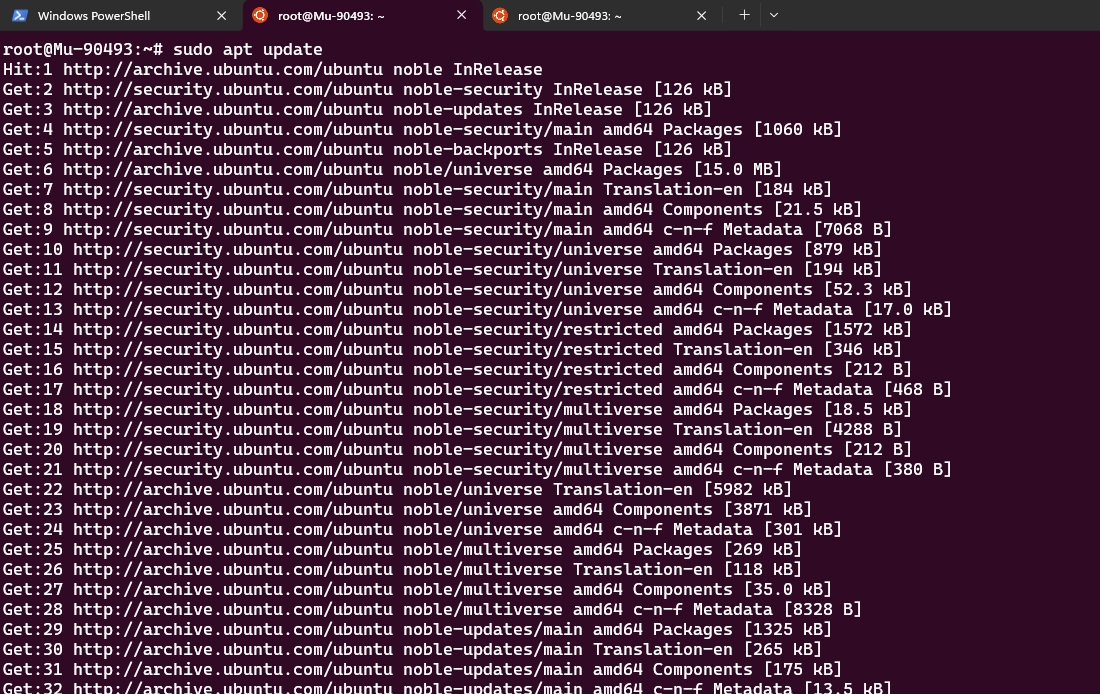 Windows PowerShell
root@Mu-90493: ~
root@Mu-90493: ~
root@Mu-90493:~# sudo apt update
Hit:1 http://archive.ubuntu.com/ubuntu noble InRelease
Get:2 http://security.ubuntu.com/ubuntu noble-security InRelease [126 kB]
Get:3 http://archive.ubuntu.com/ubuntu noble-updates InRelease [126 kB]
Get:4 http://security.ubuntu.com/ubuntu noble-security/main amd64 Packages [1060 kB]
Get:5 http://archive.ubuntu.com/ubuntu noble-backports InRelease [126 kB]
Get:6 http://archive.ubuntu.com/ubuntu noble/universe amd64 Packages [15.0 MB]
Get:7 http://security.ubuntu.com/ubuntu noble-security/main Translation-en [184 kB]
Get:8 http://security.ubuntu.com/ubuntu noble-security/main amd64 Components [21.5 kB]
Get:9 http://security.ubuntu.com/ubuntu noble-security/main amd64 c-n-f Metadata [7068 B]
Get:10 http://security.ubuntu.com/ubuntu noble-security/universe amd64 Packages [879 kB]
Get:11 http://security.ubuntu.com/ubuntu noble-security/universe Translation-en [194 kB]
Get:12 http://security.ubuntu.com/ubuntu noble-security/universe amd64 Components [52.3 kB]
Get:13 http://security.ubuntu.com/ubuntu noble-security/universe amd64 c-n-f Metadata [17.0 kB]
Get:14 http://security.ubuntu.com/ubuntu noble-security/restricted amd64 Packages [1572 kB]
Get:15 http://security.ubuntu.com/ubuntu noble-security/restricted Translation-en [346 kB]
Get:16 http://security.ubuntu.com/ubuntu noble-security/restricted amd64 Components [212 B]
Get:17 http://security.ubuntu.com/ubuntu noble-security/restricted amd64 c-n-f Metadata [468 B]
Get:18 http://security.ubuntu.com/ubuntu noble-security/multiverse amd64 Packages [18.5 kB]
Get:19 http://security.ubuntu.com/ubuntu noble-security/multiverse Translation-en [4288 B]
Get:20 http://security.ubuntu.com/ubuntu noble-security/multiverse amd64 Components [212 B]
Get:21 http://security.ubuntu.com/ubuntu noble-security/multiverse amd64 c-n-f Metadata [380 B]
Get:22 http://archive.ubuntu.com/ubuntu noble/universe Translation-en [5982 kB]
Get:23 http://archive.ubuntu.com/ubuntu noble/universe amd64 Components [3871 kB]
Get:24 http://archive.ubuntu.com/ubuntu noble/universe amd64 c-n-f Metadata [301 kB]
Get:25 http://archive.ubuntu.com/ubuntu noble/multiverse amd64 Packages [269 kB]
Get:26 http://archive.ubuntu.com/ubuntu noble/multiverse Translation-en [118 kB]
Get:27 http://archive.ubuntu.com/ubuntu noble/multiverse amd64 Components [35.0 kB]
Get:28 http://archive.ubuntu.com/ubuntu noble/multiverse amd64 c-n-f Metadata [8328 B]
Get:29 http://archive.ubuntu.com/ubuntu noble-updates/main amd64 Packages [1325 kB]
Get:30 http://archive.ubuntu.com/ubuntu noble-updates/main Translation-en [265 kB]
Get:31 http://archive.ubuntu.com/ubuntu noble-updates/main amd64 Components [175 kB]
Get:32 http://archive.ubuntu.com/ubuntu noble-updates/main amd64 c-n-f Metadata [13.5 kB]